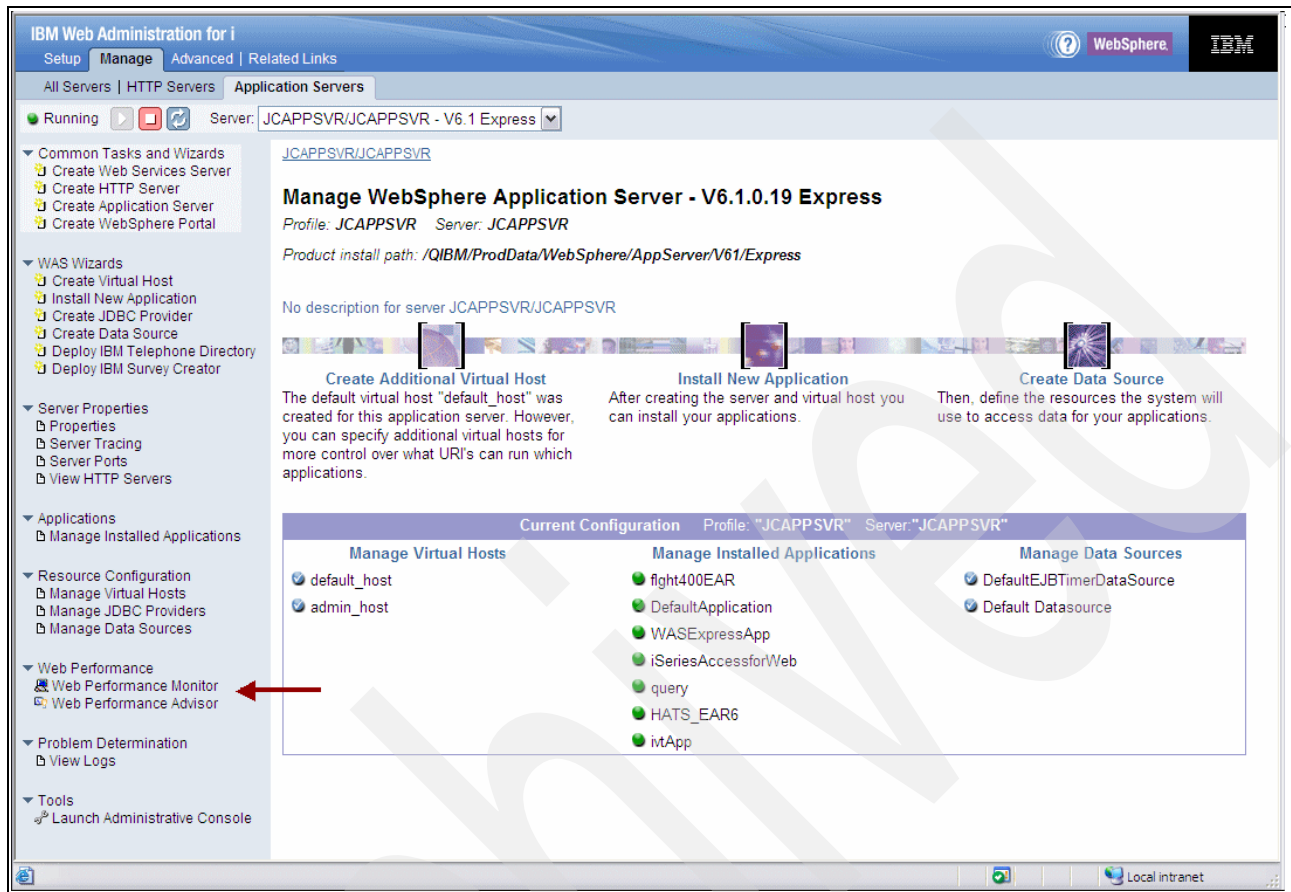 IBM Web Administration for i
Setup Manage Advanced | Related Links
WebSphere.
IBM
All Servers | HTTP Servers Application Servers
Running Server: JCAPPSVR/JCAPPSVR - V6.1 Express
Common Tasks and Wizards
Create Web Services Server
Create HTTP Server
Create Application Server
Create WebSphere Portal
WAS Wizards
Create Virtual Host
Install New Application
Create JDBC Provider
Create Data Source
Deploy IBM Telephone Directory
Deploy IBM Survey Creator
Server Properties
Properties
Server Tracing
Server Ports
View HTTP Servers
Applications
Manage Installed Applications
Resource Configuration
Manage Virtual Hosts
Manage JDBC Providers
Manage Data Sources
Web Performance
Web Performance Monitor
Web Performance Advisor
Problem Determination
View Logs
Tools
Launch Administrative Console
JCAPPSVR/JCAPPSVR
Manage WebSphere Application Server - V6.1.0.19 Express
Profile: JCAPPSVR Server: JCAPPSVR
Product install path: /QIBM/ProdData/WebSphere/AppServer/V61/Express
No description for server JCAPPSVR/JCAPPSVR
Create Additional Virtual Host
The default virtual host "default_host" was
created for this application server. However,
you can specify additional virtual hosts for
more control over what URI's can run which
applications.
Install New Application
After creating the server and virtual host you
can install your applications.
Create Data Source
Then, define the resources the system will
use to access data for your applications.
Current Configuration Profile: "JCAPPSVR" Server:"JCAPPSVR"
Manage Virtual Hosts
default_host
admin_host
Manage Installed Applications
flght400EAR
DefaultApplication
WASExpressApp
iSeriesAccessforWeb
query
HATS_EAR6
ivtApp
Manage Data Sources
DefaultEJBTimerDataSource
Default Datasource
Local intranet
hived